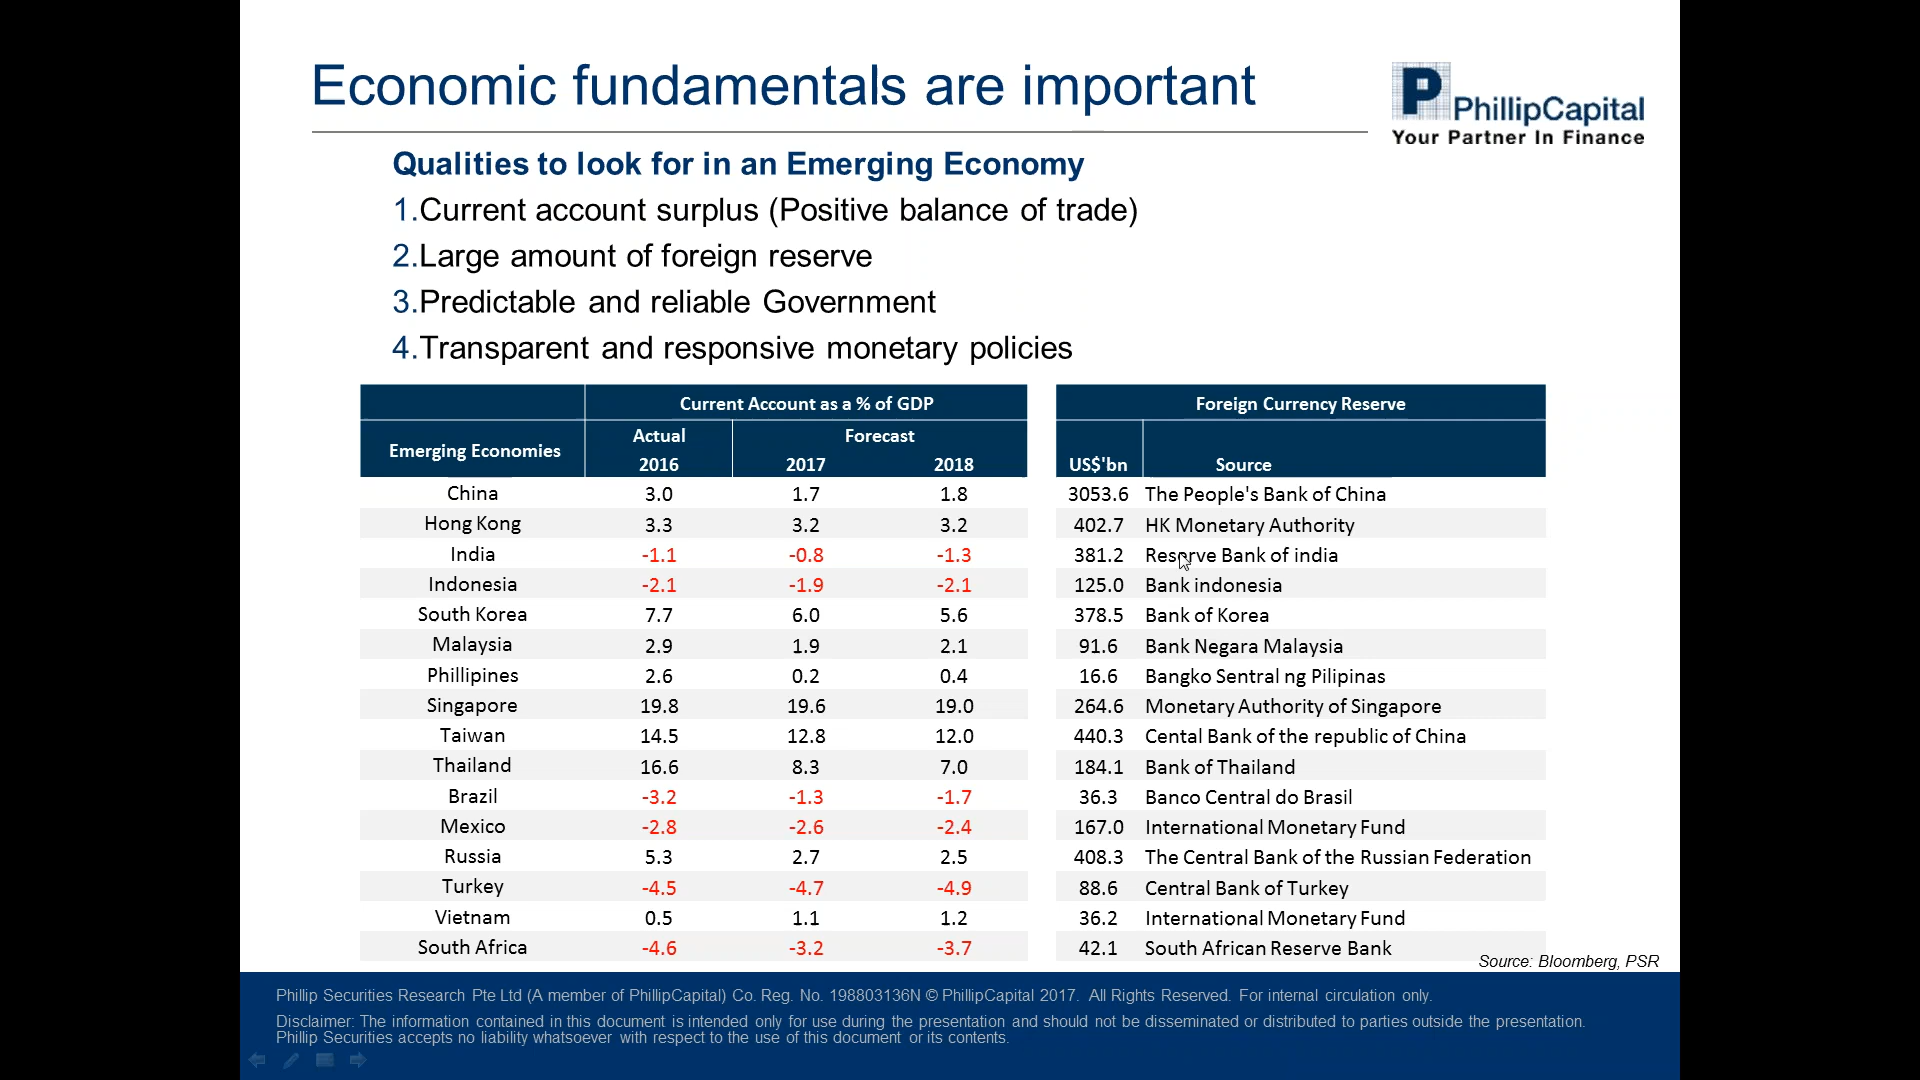 Economic fundamentals are important
P PhillipCapital
Your Partner In Finance
Qualities to look for in an Emerging Economy
1.Current account surplus (Positive balance of trade)
2.Large amount of foreign reserve
3.Predictable and reliable Government
4.Transparent and responsive monetary policies
Current Account as a % of GDP Foreign Currency Reserve
Emerging Economies Actual Forecast
2016 2017 2018 US$'bn Source
China 3.0 1.7 1.8 3053.6 The People's Bank of China
Hong Kong 3.3 3.2 3.2 402.7 HK Monetary Authority
India -1.1 -0.8 -1.3 381.2 Reserve Bank of india
Indonesia -2.1 -1.9 -2.1 125.0 Bank indonesia
South Korea 7.7 6.0 5.6 378.5 Bank of Korea
Malaysia 2.9 1.9 2.1 91.6 Bank Negara Malaysia
Phillipines 2.6 0.2 0.4 16.6 Bangko Sentral ng Pilipinas
Singapore 19.8 19.6 19.0 264.6 Monetary Authority of Singapore
Taiwan 14.5 12.8 12.0 440.3 Cental Bank of the republic of China
Thailand 16.6 8.3 7.0 184.1 Bank of Thailand
Brazil -3.2 -1.3 -1.7 36.3 Banco Central do Brasil
Mexico -2.8 -2.6 -2.4 167.0 International Monetary Fund
Russia 5.3 2.7 2.5 408.3 The Central Bank of the Russian Federation
Turkey -4.5 -4.7 -4.9 88.6 Central Bank of Turkey
Vietnam 0.5 1.1 1.2 36.2 International Monetary Fund
South Africa -4.6 -3.2 -3.7 42.1 South African Reserve Bank
Source: Bloomberg, PSR
Phillip Securities Research Pte Ltd (A member of PhillipCapital) Co. Reg. No. 198803136N © PhillipCapital 2017. All Rights Reserved. For internal circulation only.
Disclaimer: The information contained in this document is intended only for use during the presentation and should not be disseminated or distributed to parties outside the presentation.
Phillip Securities accepts no liability whatsoever with respect to the use of this document or its contents.